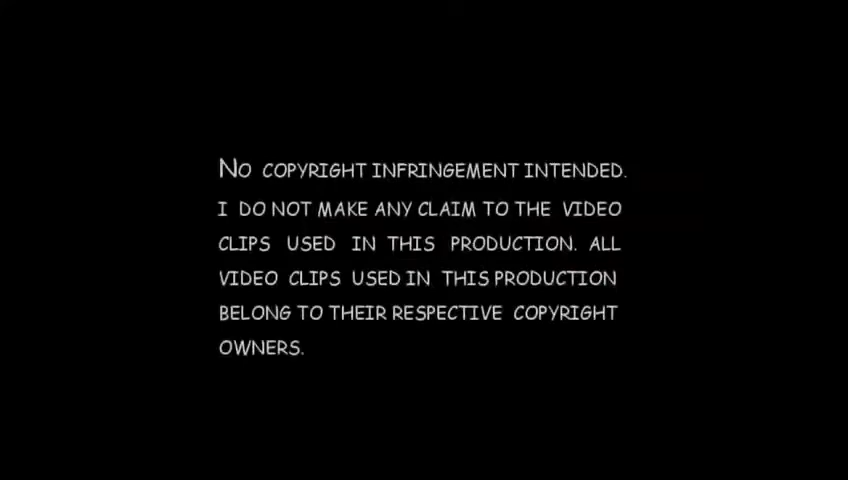 NO COPYRIGHT INFRINGEMENT INTENDED.
I DO NOT MAKE ANY CLAIM TO THE VIDEO
CLIPS USED IN THIS PRODUCTION. ALL
VIDEO CLIPS USED IN THIS PRODUCTION
BELONG TO THEIR RESPECTIVE COPYRIGHT
OWNERS.